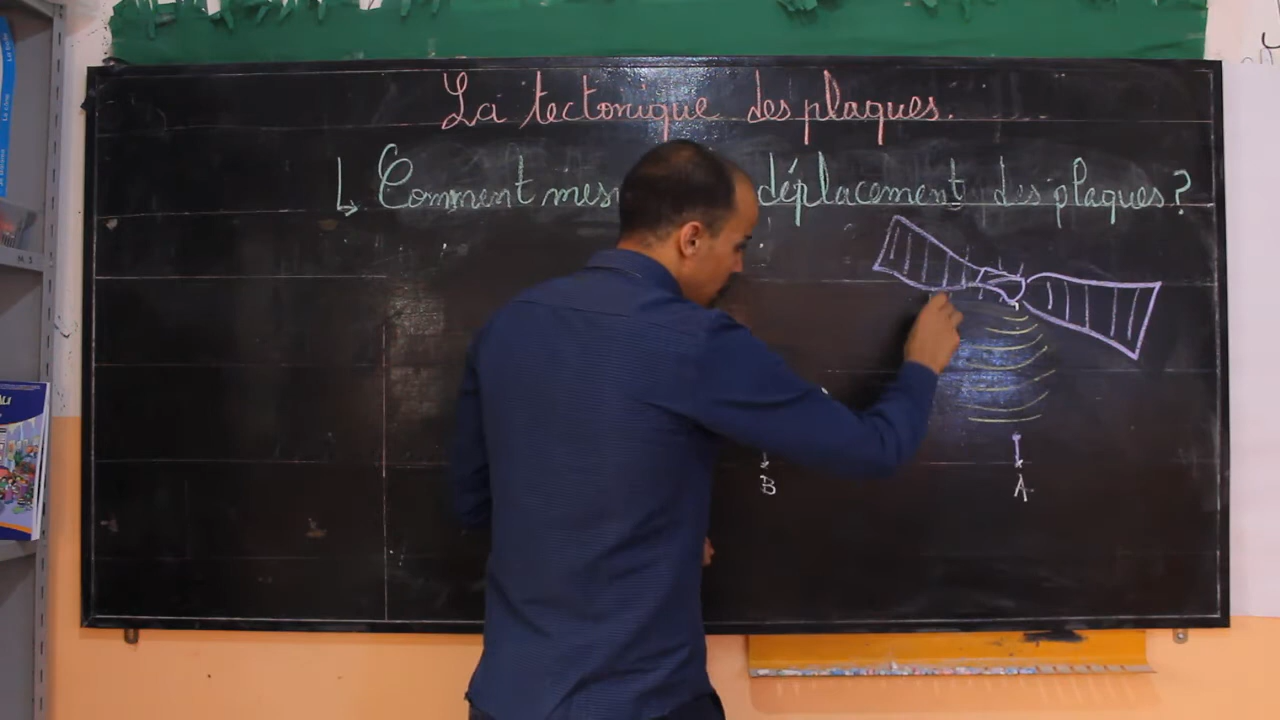 La tectonique des plaques.
↳ Comment mes déplacement des plaques ?
B
A